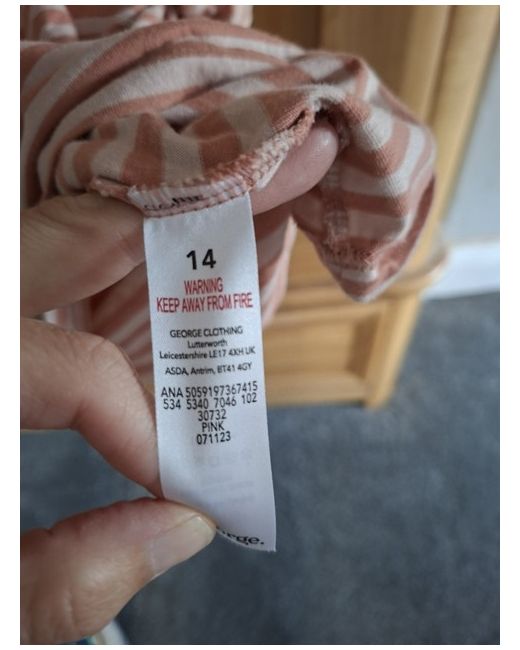 14
WARNING
KEEP AWAY FROM FIRE
GEORGE CLOTHING
Lutterworth
Leicestershire LE17 4XH UK
ASDA, Antrim, BT41 4GY
ANA 5059197367415
534 5340 7046 102
30732
PINK
071123
rge.